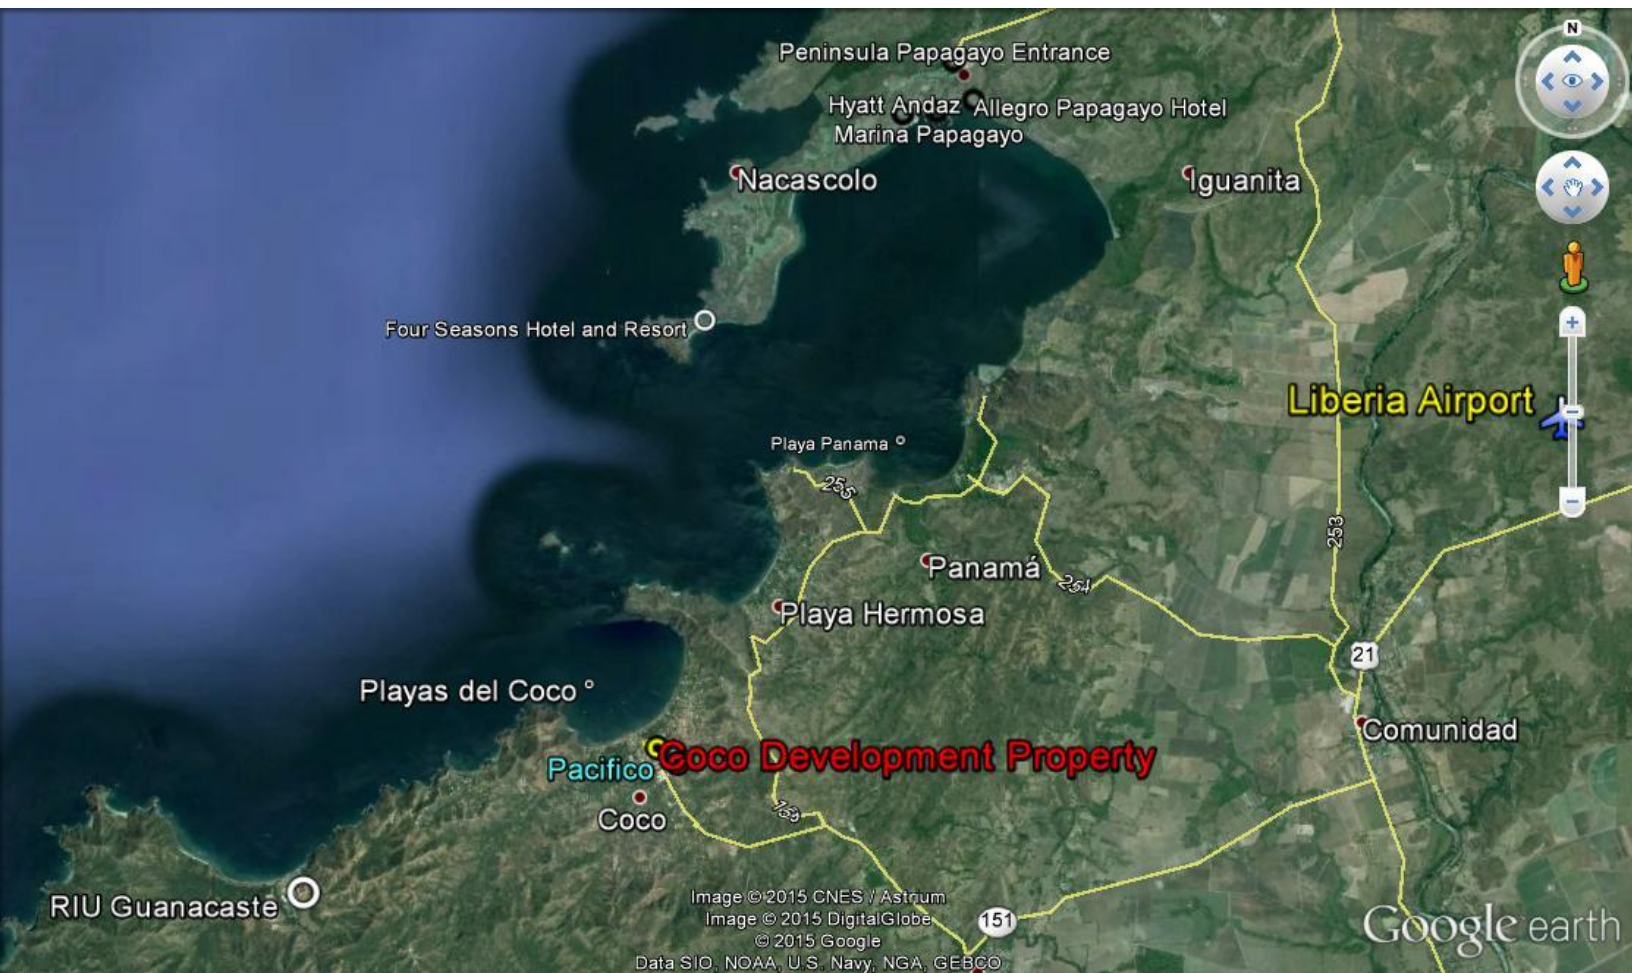 N
Peninsula Papagayo Entrance
Hyatt Andaz
Allegro Papagayo Hotel
Marina Papagayo
Nacascolo
Iguanita
Four Seasons Hotel and Resort
Liberia Airport
Playa Panama
255
253
Panamá
254
Playa Hermosa
21
Playas del Coco
Comunidad
Coco Development Property
Pacifico
Coco
159
RIU Guanacaste
Image © 2015 CNES / Astrium
Image © 2015 DigitalGlobe
© 2015 Google
Data SIO, NOAA, U.S. Navy, NGA, GEBCO
151
Google earth